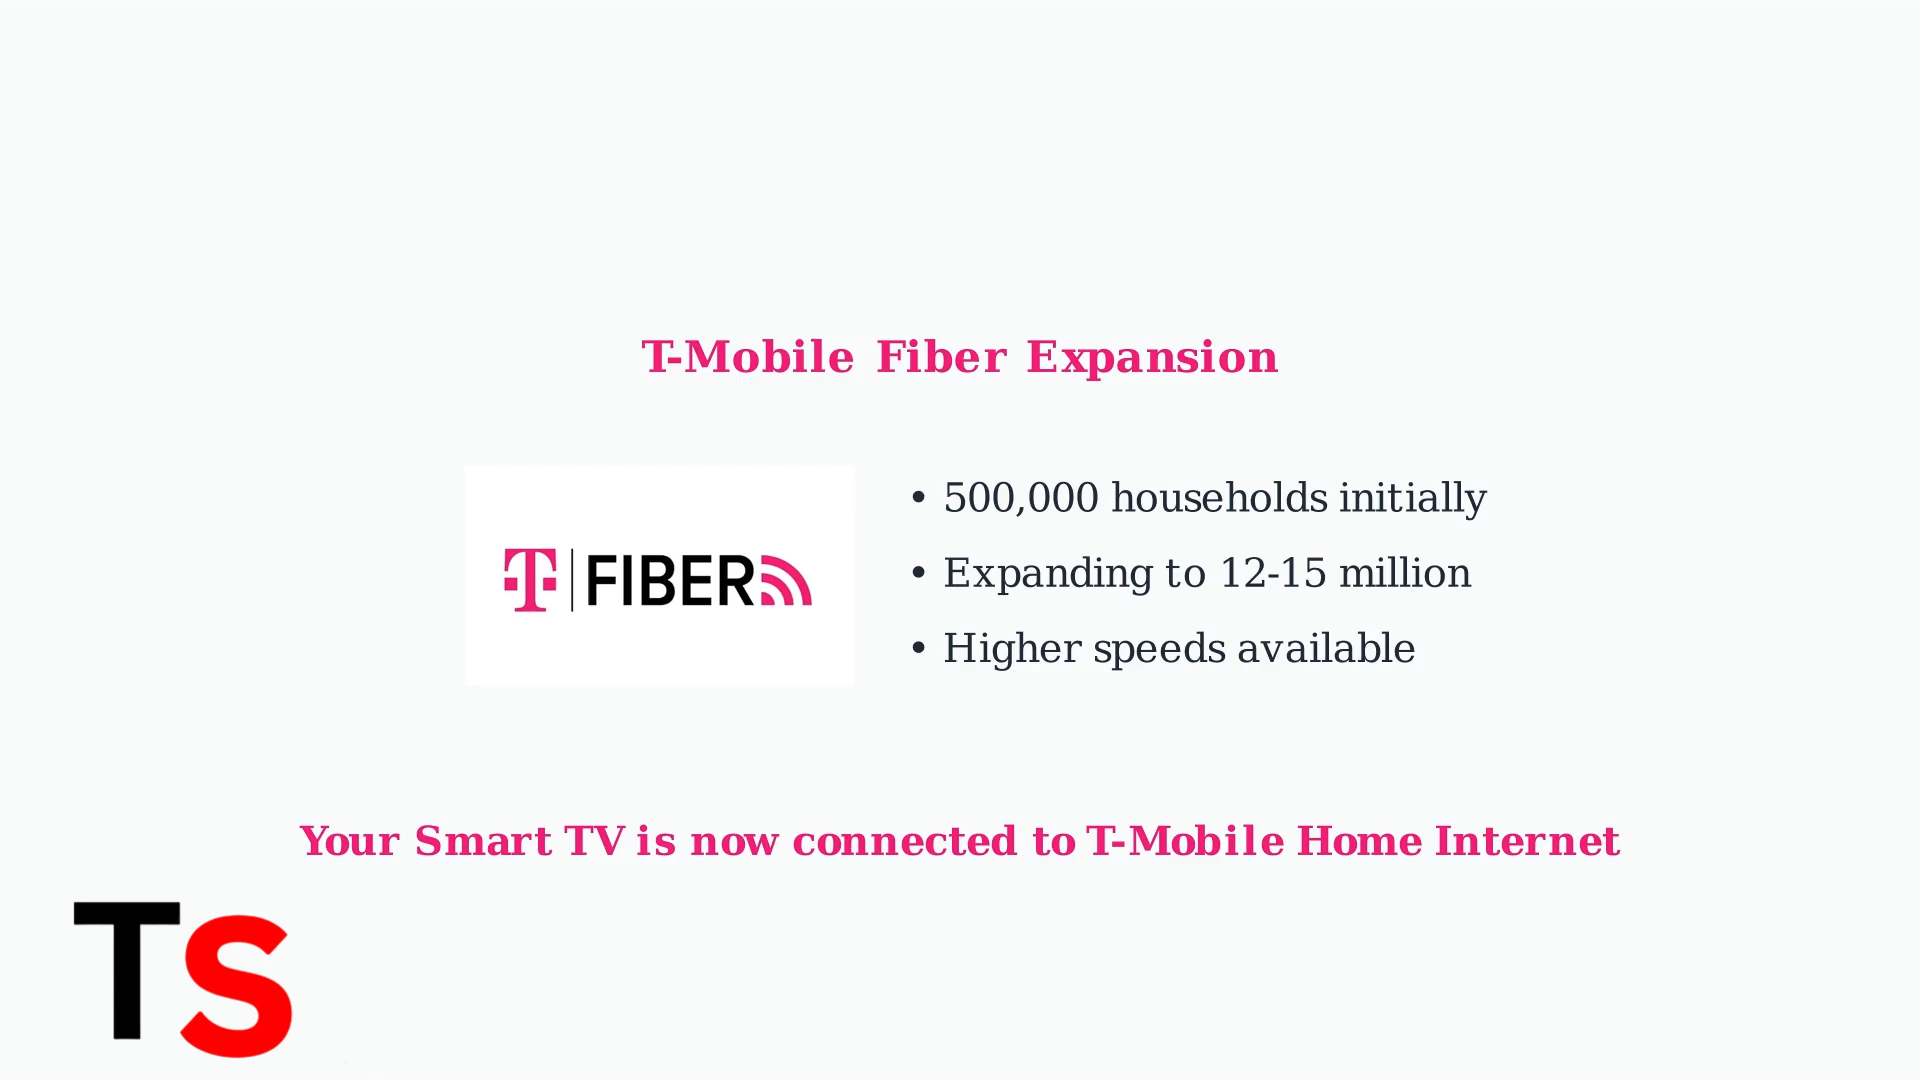 T-Mobile Fiber Expansion
T FIBER
• 500,000 households initially
• Expanding to 12-15 million
• Higher speeds available
Your Smart TV is now connected to T-Mobile Home Internet
TS